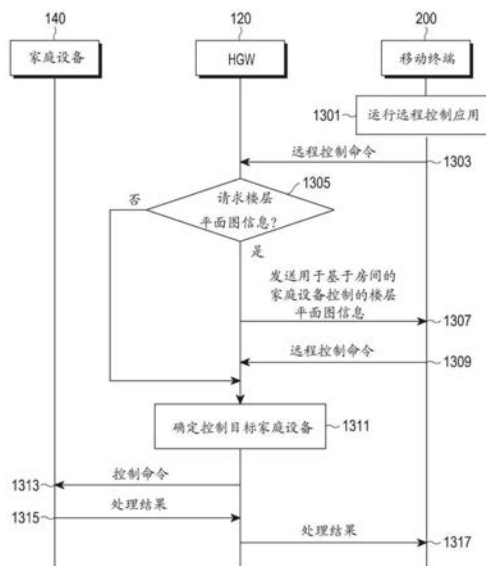 140
120
200
家庭设备
HGW
移动终端
1301
运行远程控制应用
远程控制命令
1303
1305
否
请求楼层
平面图信息?
是
发送用于基于房间的
家庭设备控制的楼层
平面图信息
1307
远程控制命令
1309
确定控制目标家庭设备
1311
控制命令
1313
处理结果
1315
处理结果
1317